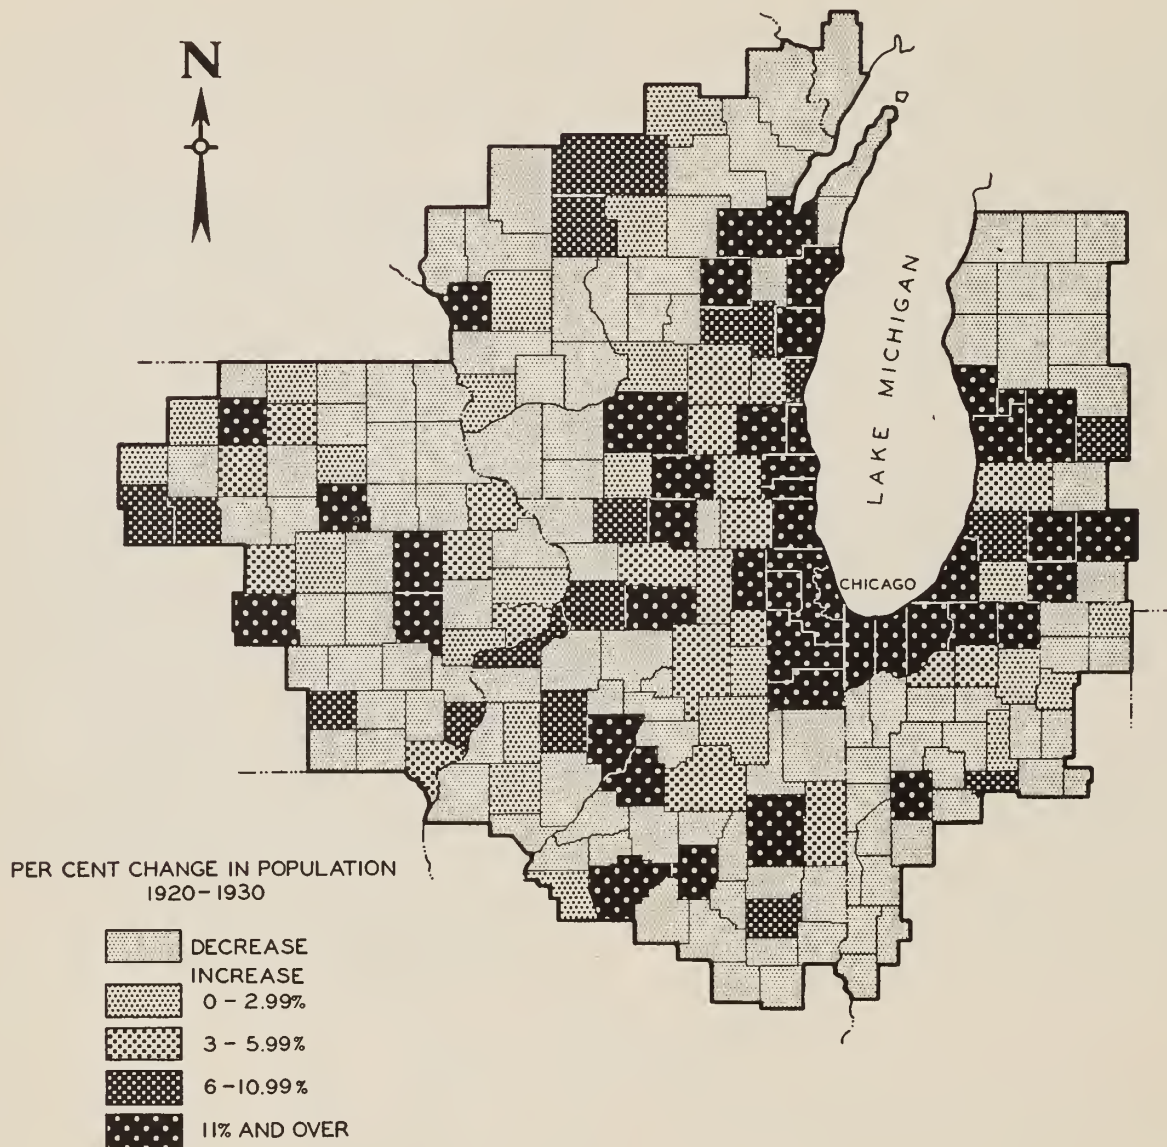 N
LAKE MICHIGAN
CHICAGO
PER CENT CHANGE IN POPULATION
1920-1930
DECREASE
INCREASE
0 - 2.99%
3 - 5.99%
6 - 10.99%
11% AND OVER